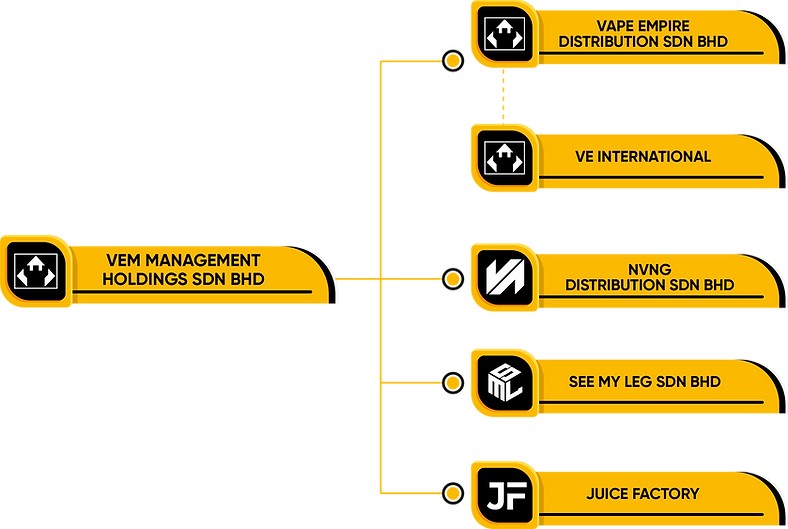 VAPE EMPIRE
DISTRIBUTION SDN BHD
VE INTERNATIONAL
VEM MANAGEMENT
HOLDINGS SDN BHD
NVNG
DISTRIBUTION SDN BHD
SML
SEE MY LEG SDN BHD
JF
JUICE FACTORY